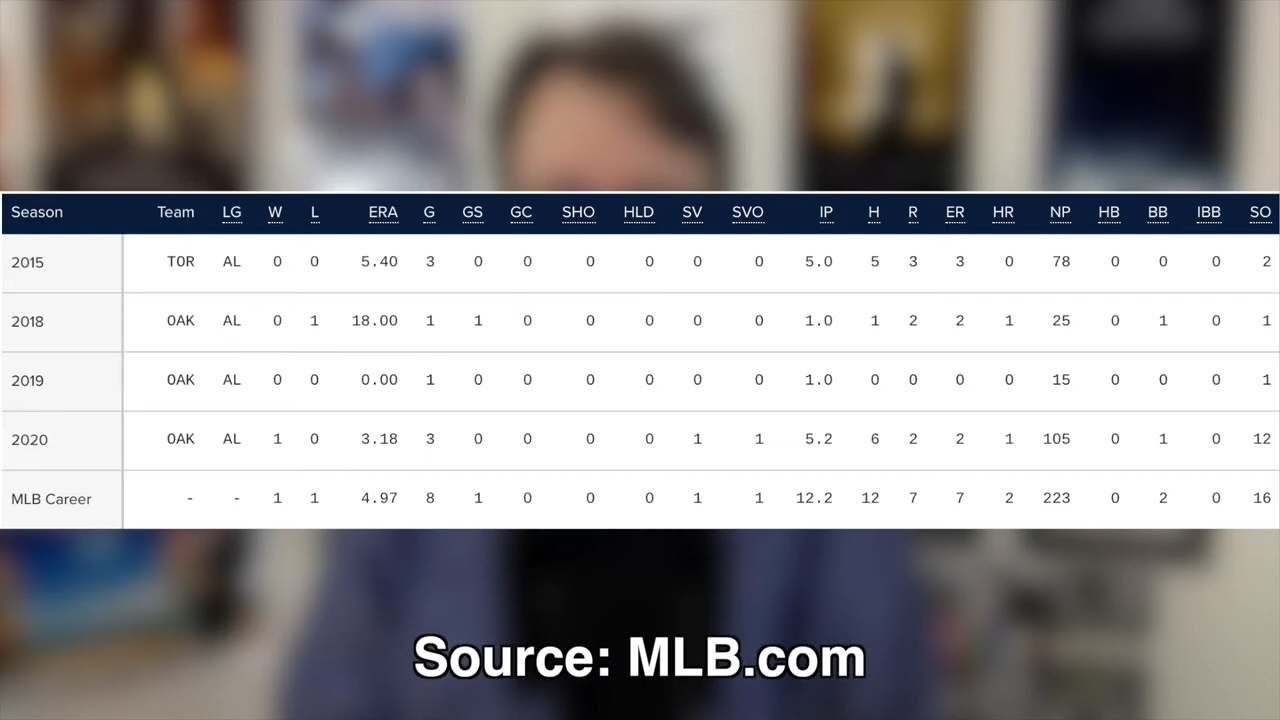 Season Team LG W L ERA G GS GC SHO HLD SV SVO IP H R ER HR NP HB BB IBB SO
2015 TOR AL 0 0 5.40 3 0 0 0 0 0 0 5.0 5 3 3 0 78 0 0 0 2
2018 OAK AL 0 1 18.00 1 1 0 0 0 0 0 1.0 1 2 2 1 25 0 1 0 1
2019 OAK AL 0 0 0.00 1 0 0 0 0 0 0 1.0 0 0 0 0 15 0 0 0 1
2020 OAK AL 1 0 3.18 3 0 0 0 0 1 1 5.2 6 2 2 1 105 0 1 0 12
MLB Career - - 1 1 4.97 8 1 0 0 0 1 1 12.2 12 7 7 2 223 0 2 0 16
Source: MLB.com